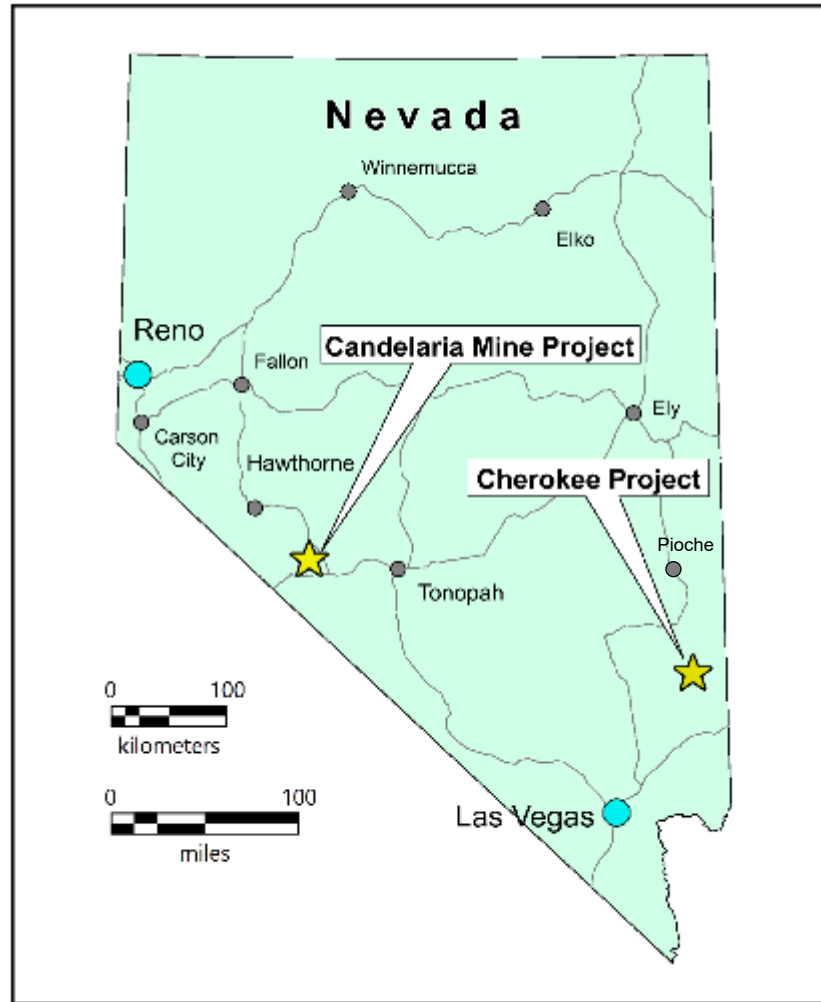 Nevada
Winnemucca
Elko
Reno
Candelaria Mine Project
Fallon
Ely
Carson
City
Hawthorne
Cherokee Project
Pioche
Tonopah
0 100
kilometers
0 100
miles
Las Vegas